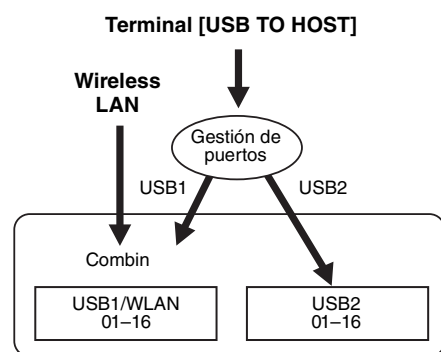 Terminal [USB TO HOST]
Wireless
LAN
Gestión de
puertos
USB1
USB2
Combin
USB1/WLAN
01–16
USB2
01–16